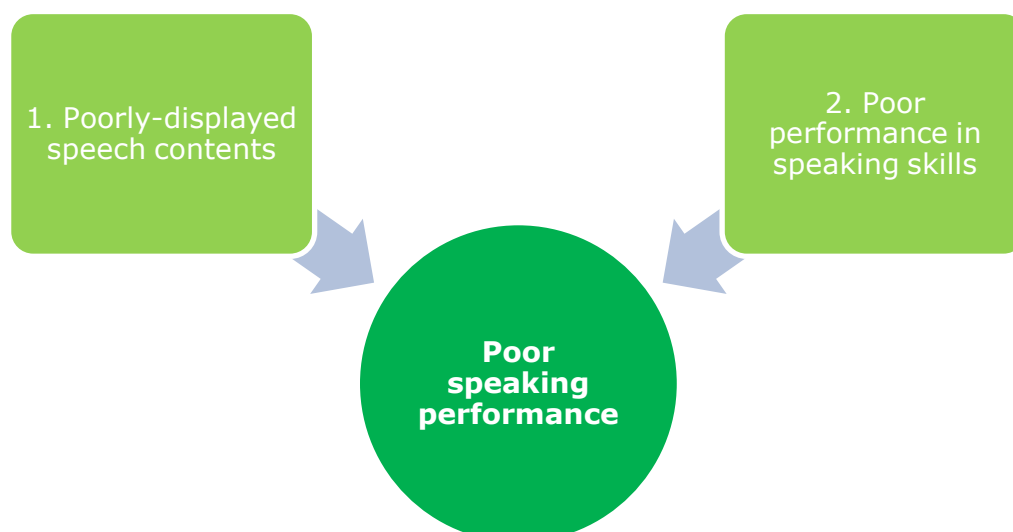 1. Poorly-displayed
speech contents
2. Poor
performance in
speaking skills
Poor
speaking
performance